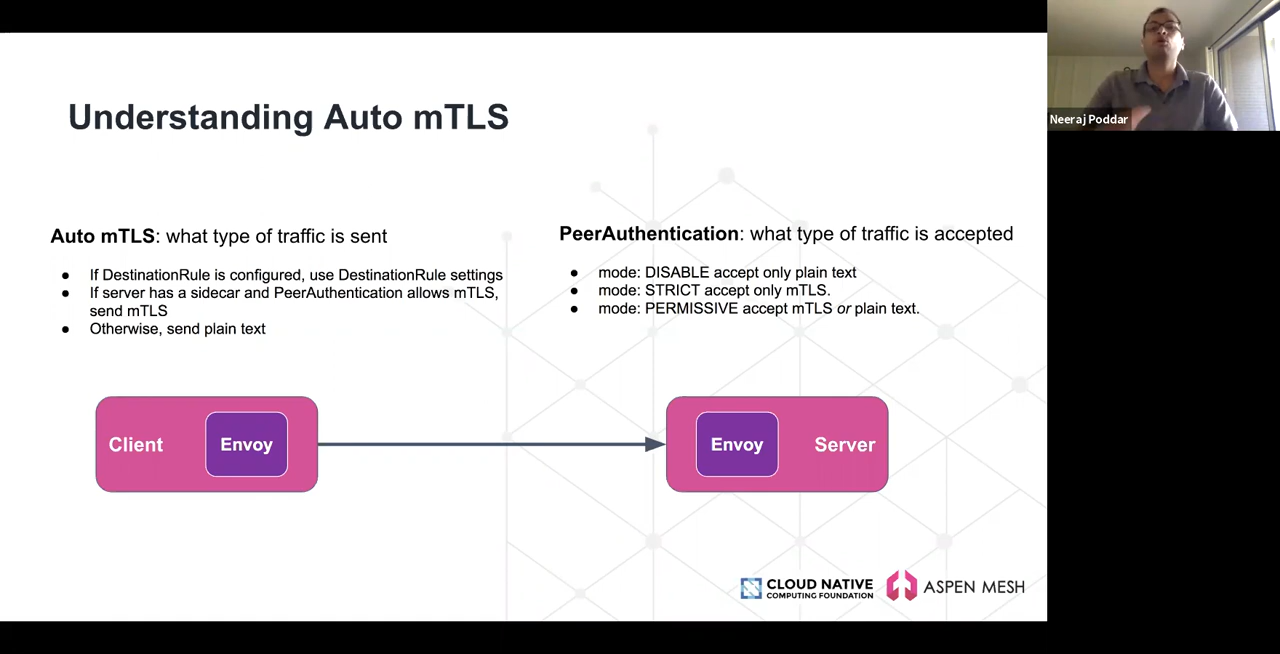 Understanding Auto mTLS
Auto mTLS: what type of traffic is sent
● If DestinationRule is configured, use DestinationRule settings
● If server has a sidecar and PeerAuthentication allows mTLS,
send mTLS
● Otherwise, send plain text
PeerAuthentication: what type of traffic is accepted
● mode: DISABLE accept only plain text
● mode: STRICT accept only mTLS.
● mode: PERMISSIVE accept mTLS or plain text.
Client
Envoy
Envoy
Server
CLOUD NATIVE
COMPUTING FOUNDATION
ASPEN MESH
Neeraj Poddar